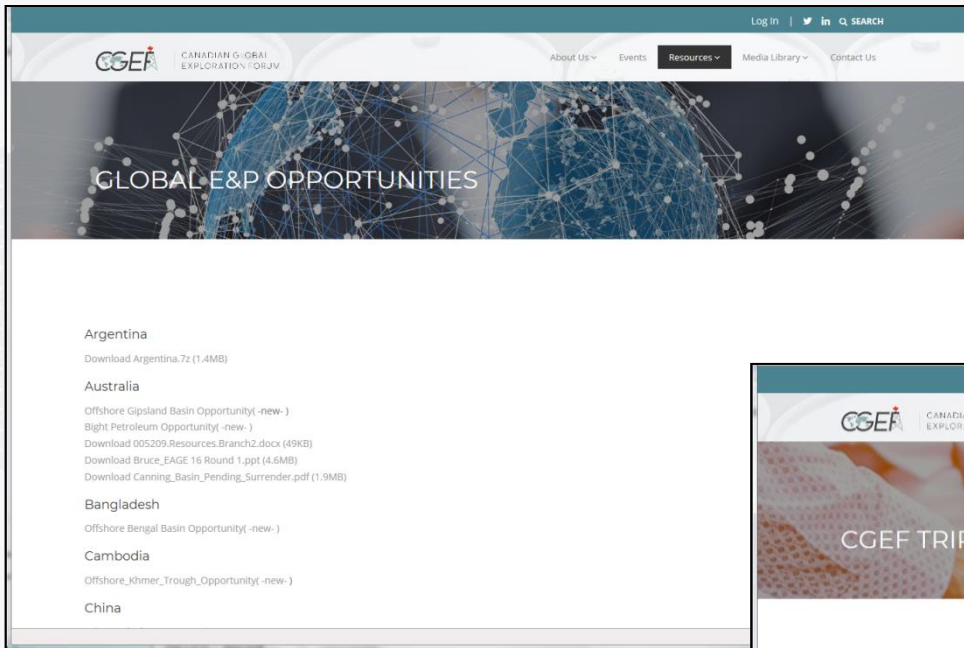 Log In | SEARCH
CGEF CANADIAN GLOBAL
EXPLORATION FORUM
About Us Events Resources Media Library Contact Us
GLOBAL E&P OPPORTUNITIES
Argentina
Download Argentina.7z (1.4MB)
Australia
Offshore Gipsland Basin Opportunity( -new- )
Bight Petroleum Opportunity( -new- )
Download 005209.Resources.Branch2.docx (49KB)
Download Bruce_EAGE 16 Round 1.ppt (4.6MB)
Download Canning_Basin_Pending_Surrender.pdf (1.9MB)
Bangladesh
Offshore Bengal Basin Opportunity( -new- )
Cambodia
Offshore_Khmer_Trough_Opportunity( -new- )
China
CGEF
CGEF